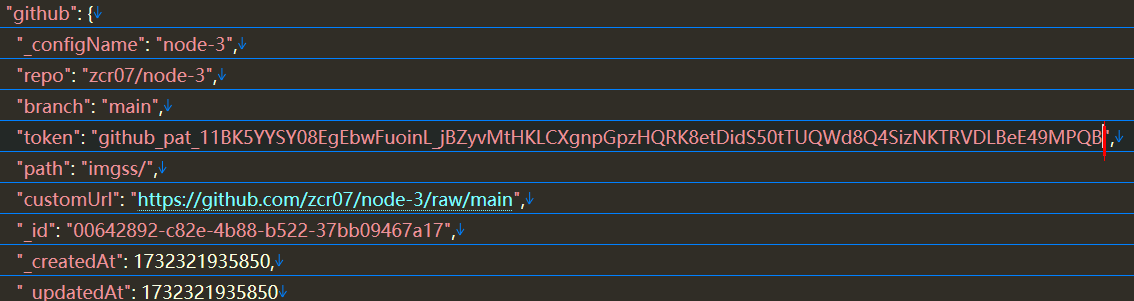 "github": {↓
"_configName": "node-3",↓
"repo": "zcr07/node-3",↓
"branch": "main",↓
"token": "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",↓
"path": "imgss/",↓
"customUrl": "https://github.com/zcr07/node-3/raw/main",↓
"_id": "00642892-c82e-4b88-b522-37bb09467a17",↓
"_createdAt": 1732321935850,↓
"_updatedAt": 1732321935850